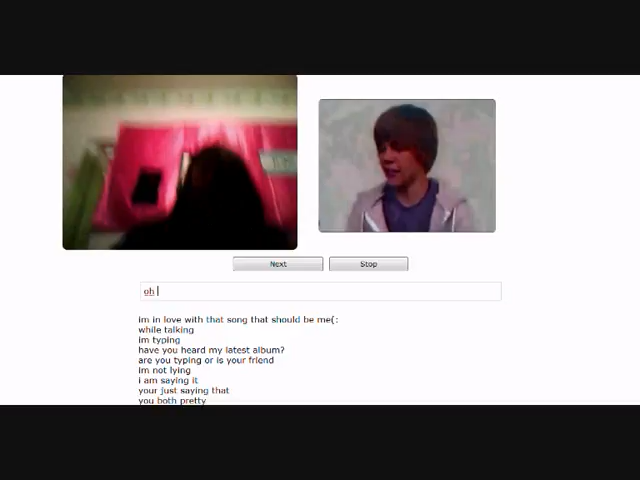 Next
Stop
oh
im in love with that song that should be me(:
while talking
im typing
have you heard my latest album?
are you typing or is your friend
im not lying
i am saying it
your just saying that
you both pretty